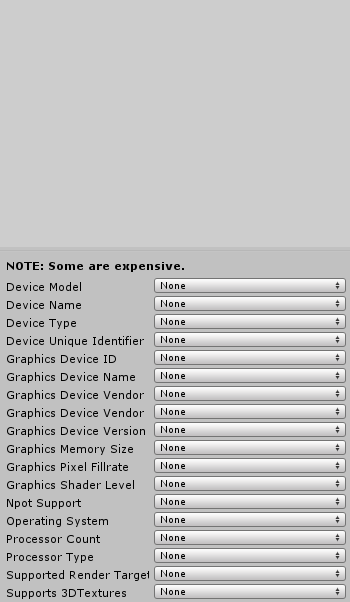 NOTE: Some are expensive.
Device Model None
Device Name None
Device Type None
Device Unique Identifier None
Graphics Device ID None
Graphics Device Name None
Graphics Device Vendor None
Graphics Device Vendor None
Graphics Device Version None
Graphics Memory Size None
Graphics Pixel Fillrate None
Graphics Shader Level None
Npot Support None
Operating System None
Processor Count None
Processor Type None
Supported Render Target None
Supports 3DTextures None